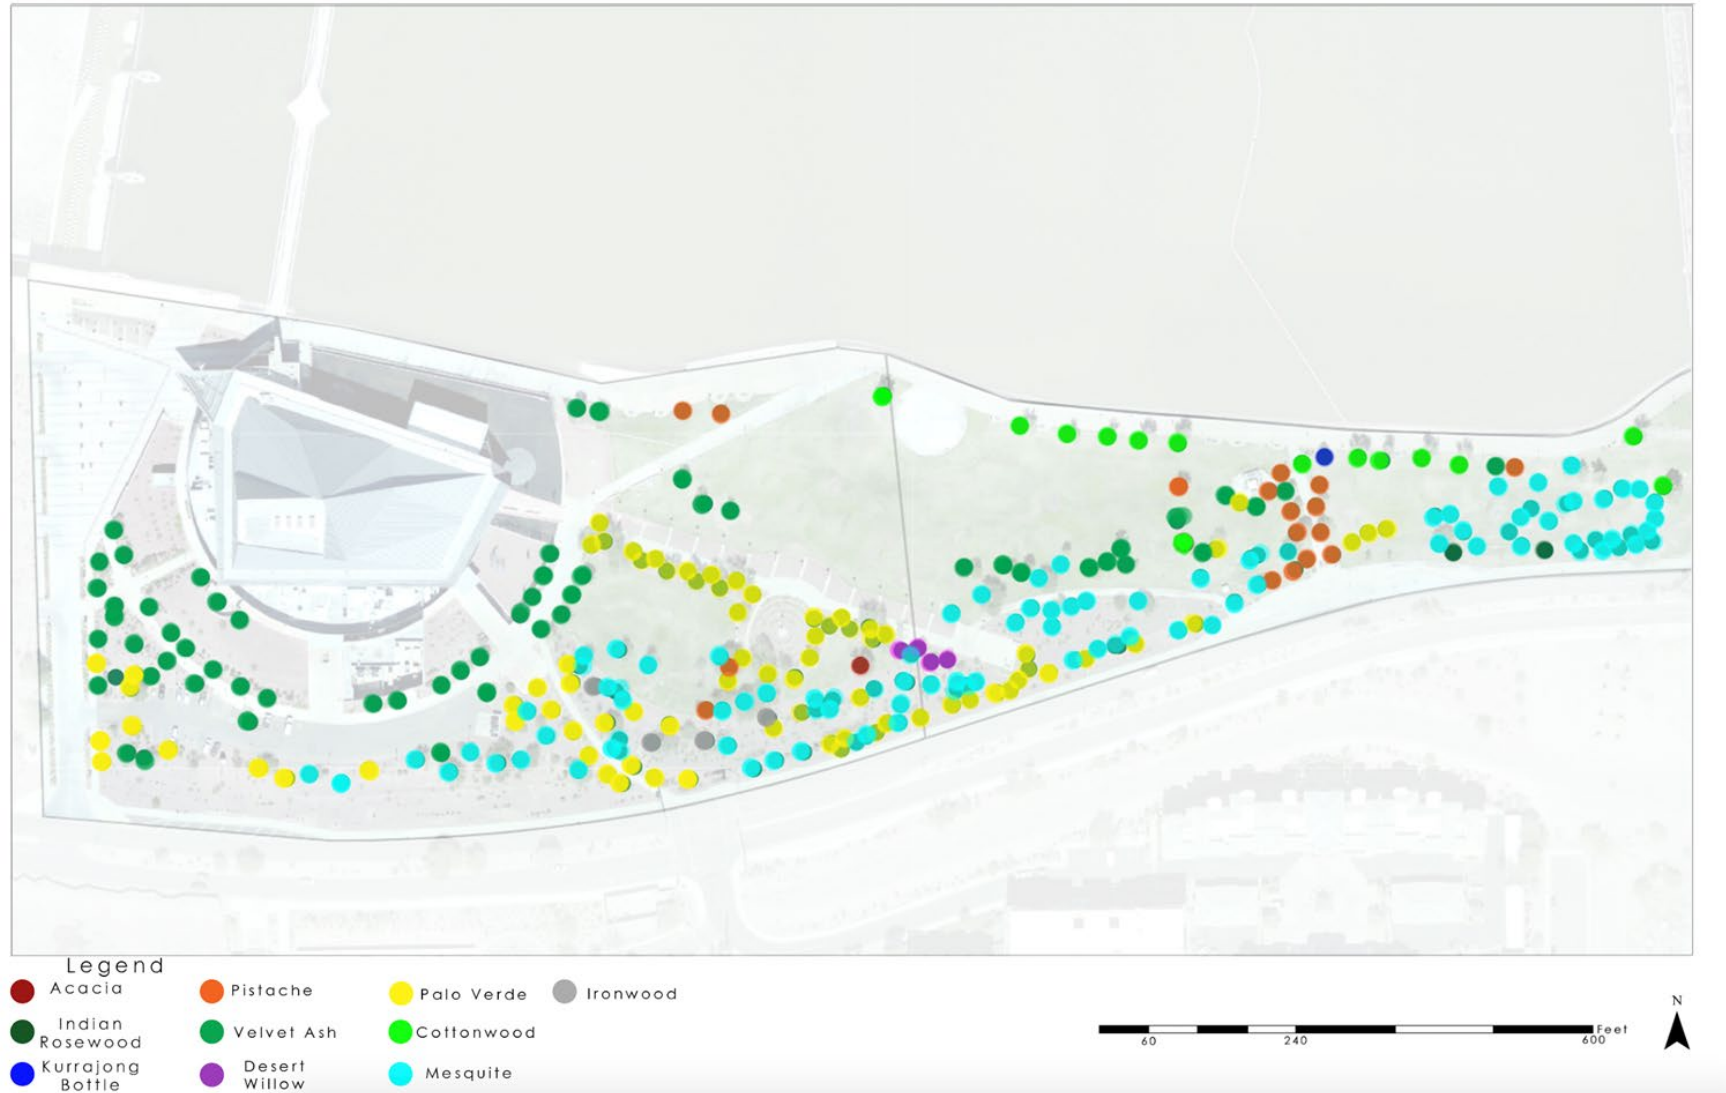 Legend
Acacia
Pistache
Palo Verde
Ironwood
Indian
Rosewood
Velvet Ash
Cottonwood
Kurrajong
Bottle
Desert
Willow
Mesquite
Feet
60
240
600
N